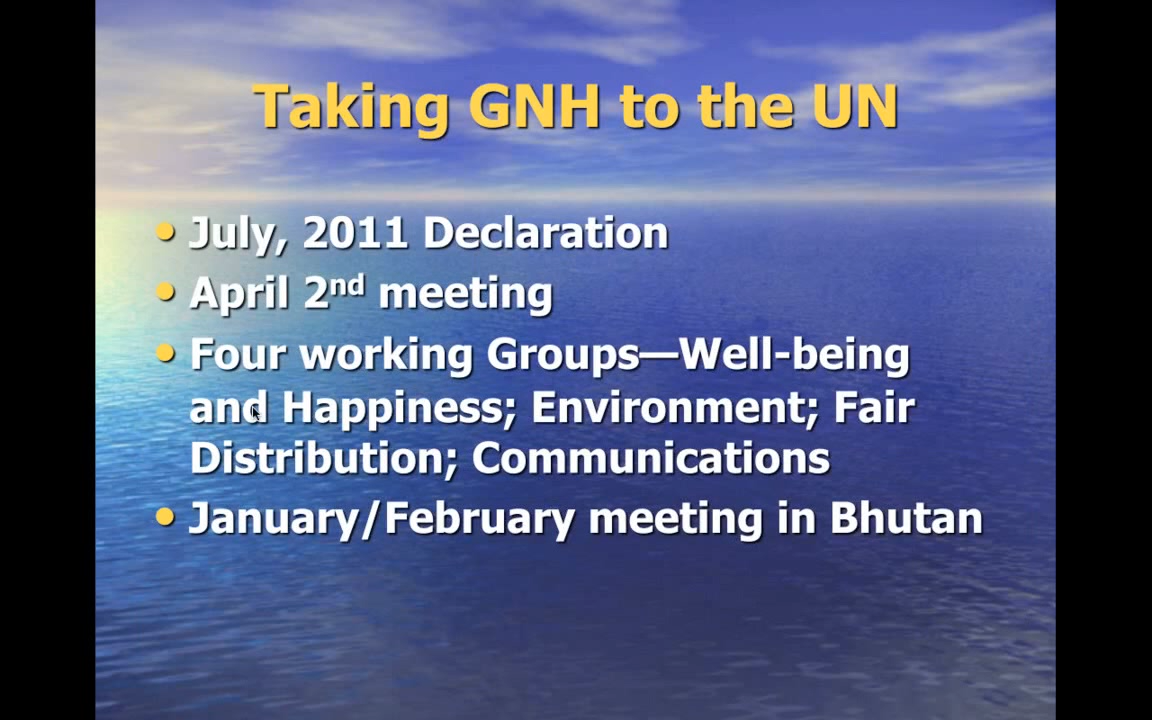 Taking GNH to the UN
• July, 2011 Declaration
• April 2nd meeting
• Four working Groups—Well-being
and Happiness; Environment; Fair
Distribution; Communications
• January/February meeting in Bhutan